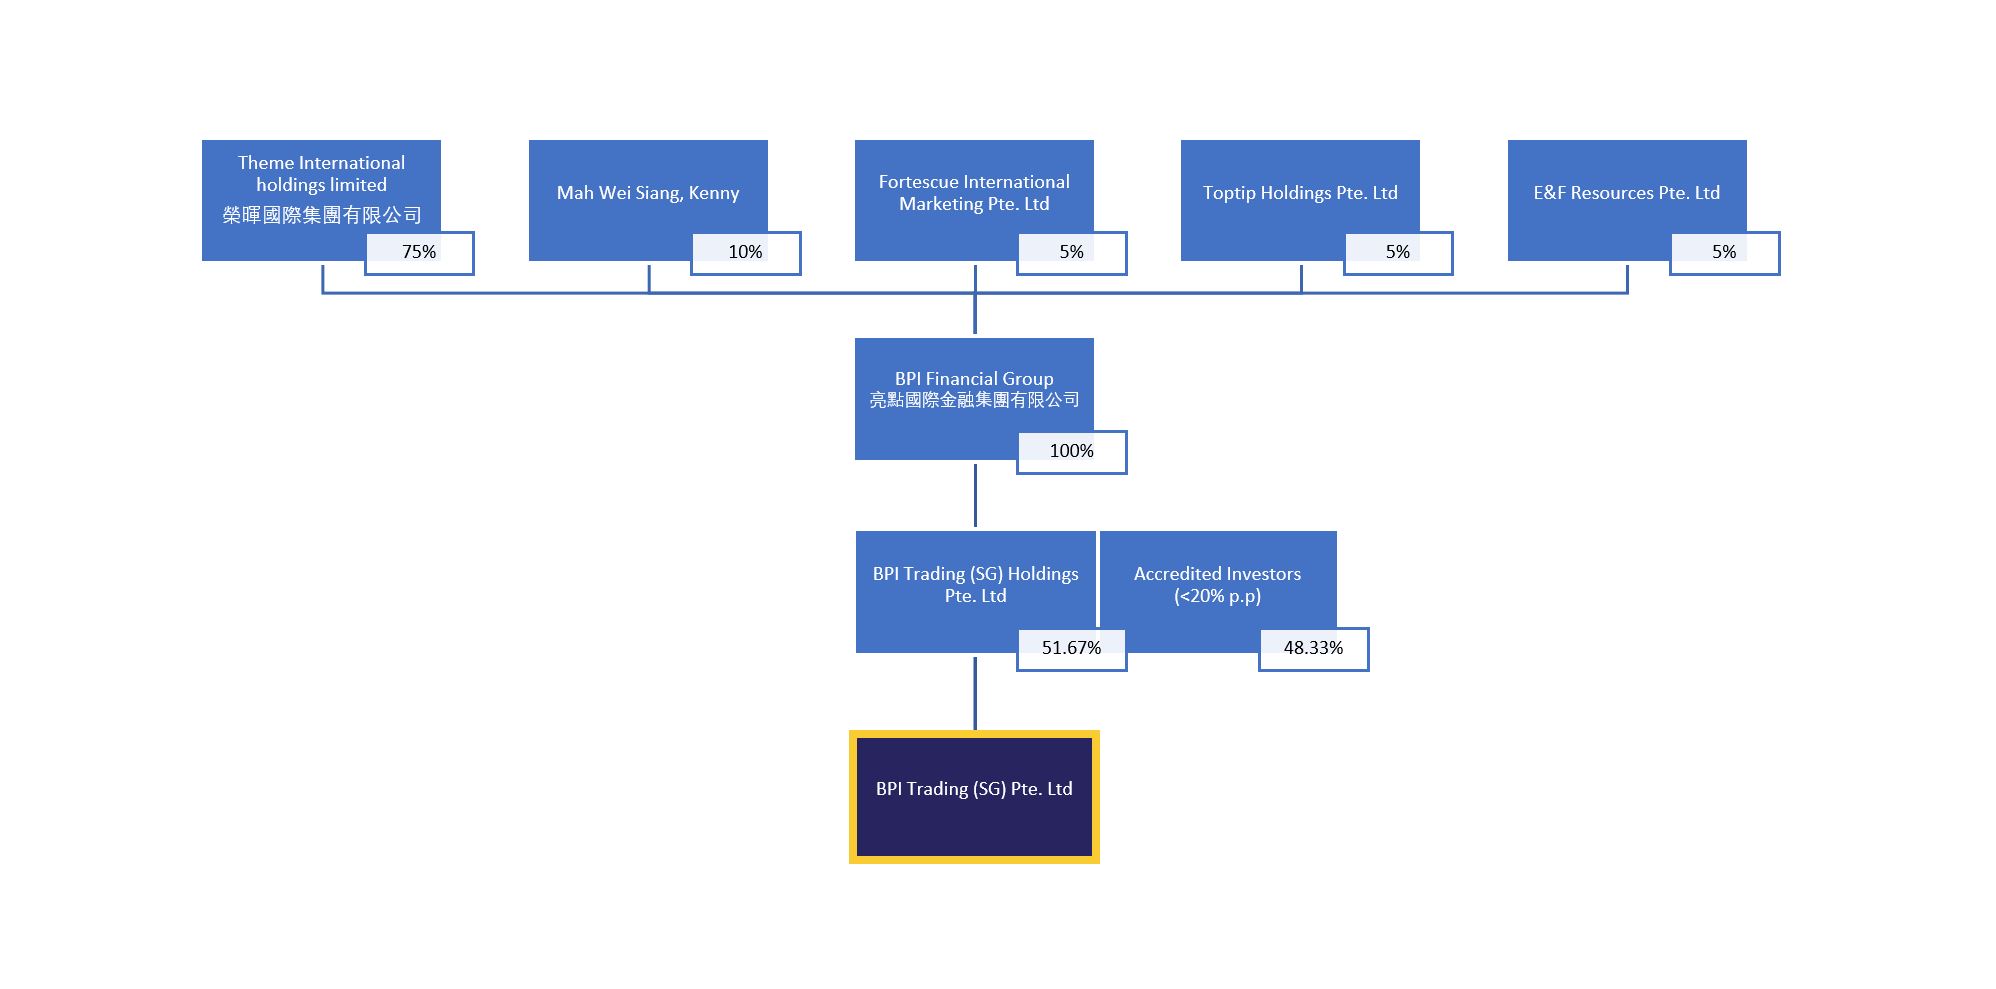 Theme International
holdings limited
榮暉國際集團有限公司
75%
Mah Wei Siang, Kenny
10%
Fortescue International
Marketing Pte. Ltd
5%
Toptip Holdings Pte. Ltd
5%
E&F Resources Pte. Ltd
5%
BPI Financial Group
亮點國際金融集團有限公司
100%
BPI Trading (SG) Holdings
Pte. Ltd
51.67%
Accredited Investors
(<20% p.p)
48.33%
BPI Trading (SG) Pte. Ltd